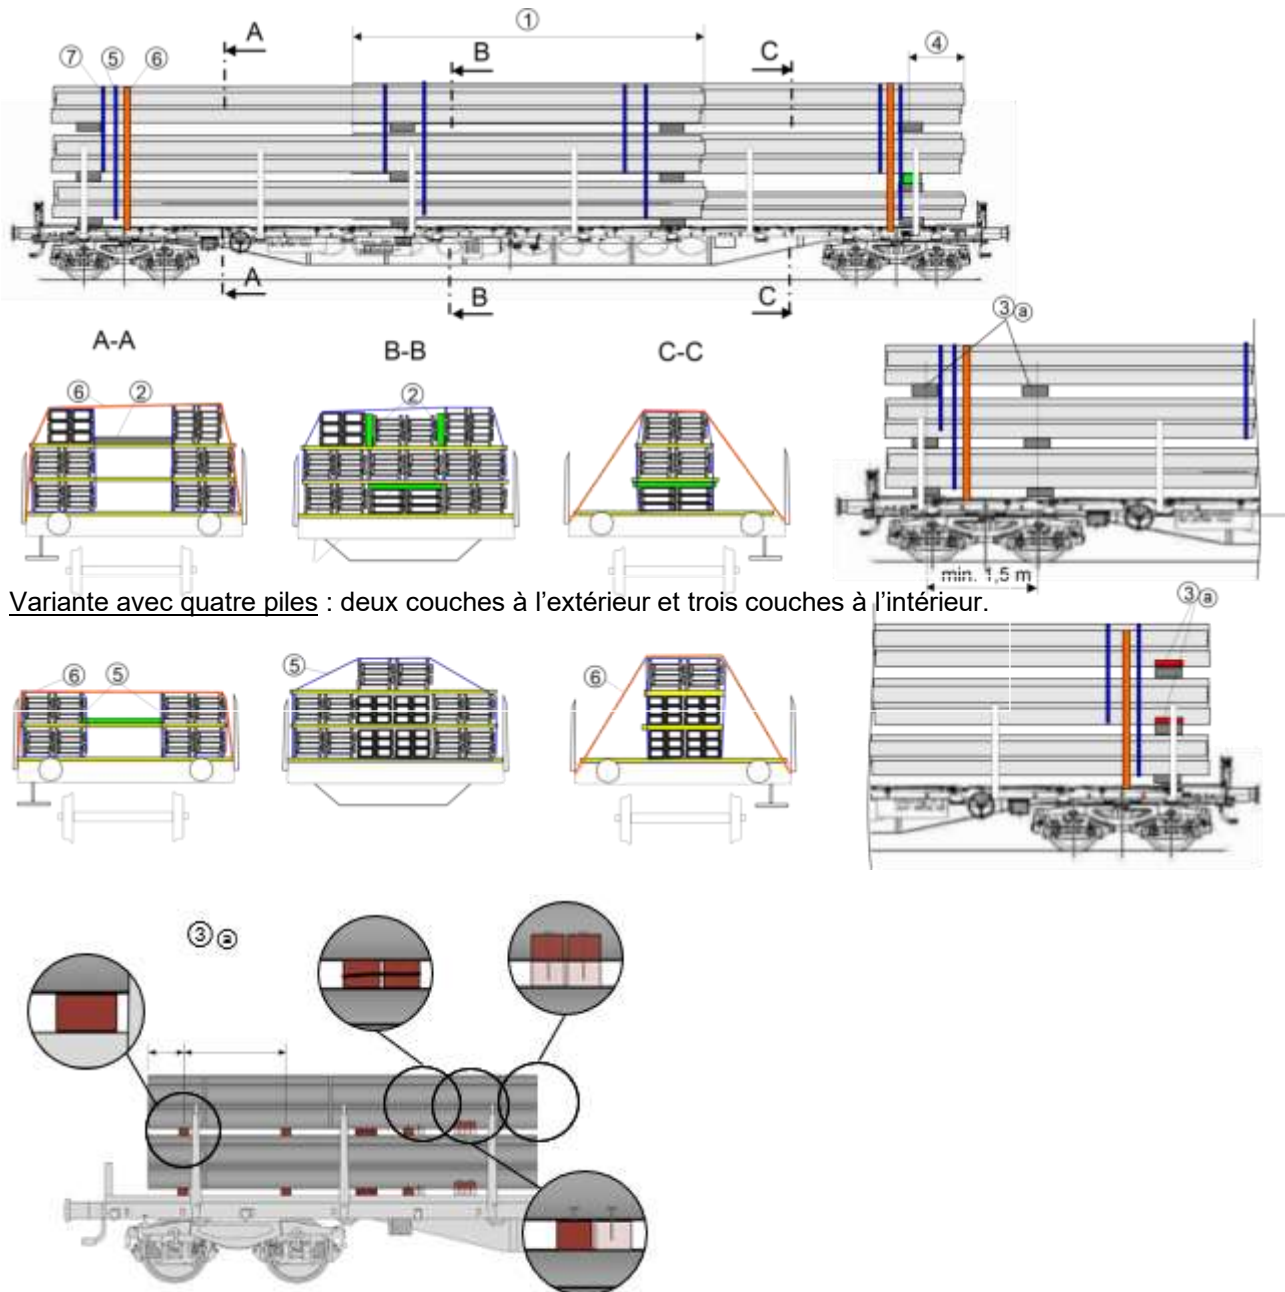 ①
A
B
C
④
⑦ ⑤ ⑥
A
B
C
③ⓐ
A-A
B-B
C-C
⑥ ②
②
min. 1,5 m
Variante avec quatre piles : deux couches à l'extérieur et trois couches à l'intérieur.
③ⓐ
⑥ ⑤
⑤
⑥
③ⓐ